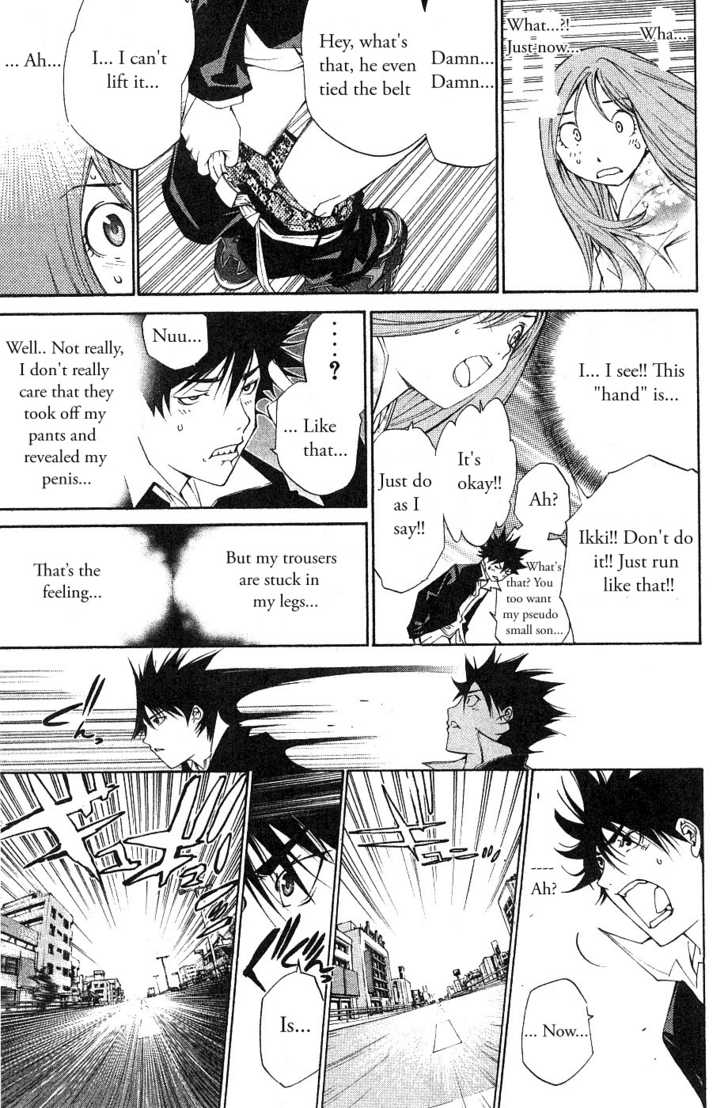 Wha...
What...?!
Just now...
Damn...
Damn...
Hey, what's
that, he even
tied the belt
I... I can't
lift it...
... Ah...
I... I see!! This
"hand" is...
Ikki!! Don't do
it!! Just run
like that!!
It's
okay!!
Just do
as I
say!!
Ah?
What's
that? You
too want
my pseudo
small son...
....?
... Like
that...
Nuu...
Well.. Not really,
I don't really
care that they
took off my
pants and
revealed my
penis...
But my trousers
are stuck in
my legs...
That's the
feeling...
----
Ah?
... Now...
Is...